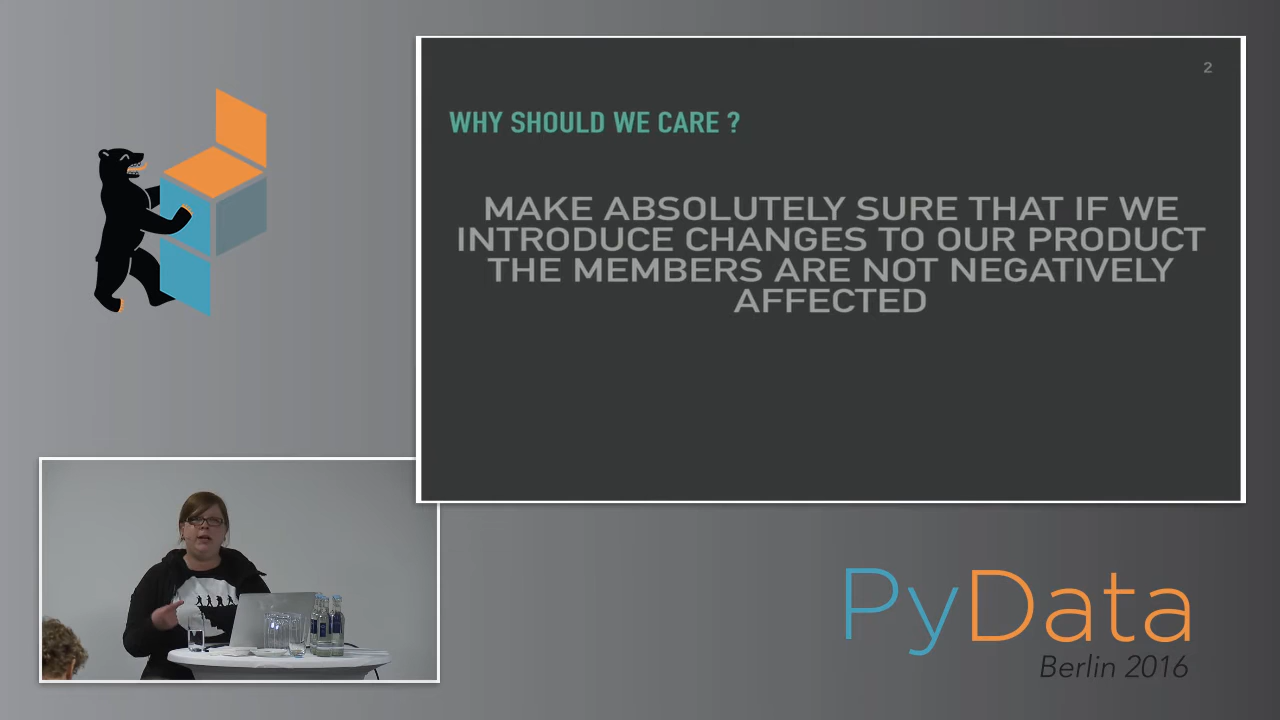 2
WHY SHOULD WE CARE ?
MAKE ABSOLUTELY SURE THAT IF WE
INTRODUCE CHANGES TO OUR PRODUCT
THE MEMBERS ARE NOT NEGATIVELY
AFFECTED
PyData
Berlin 2016